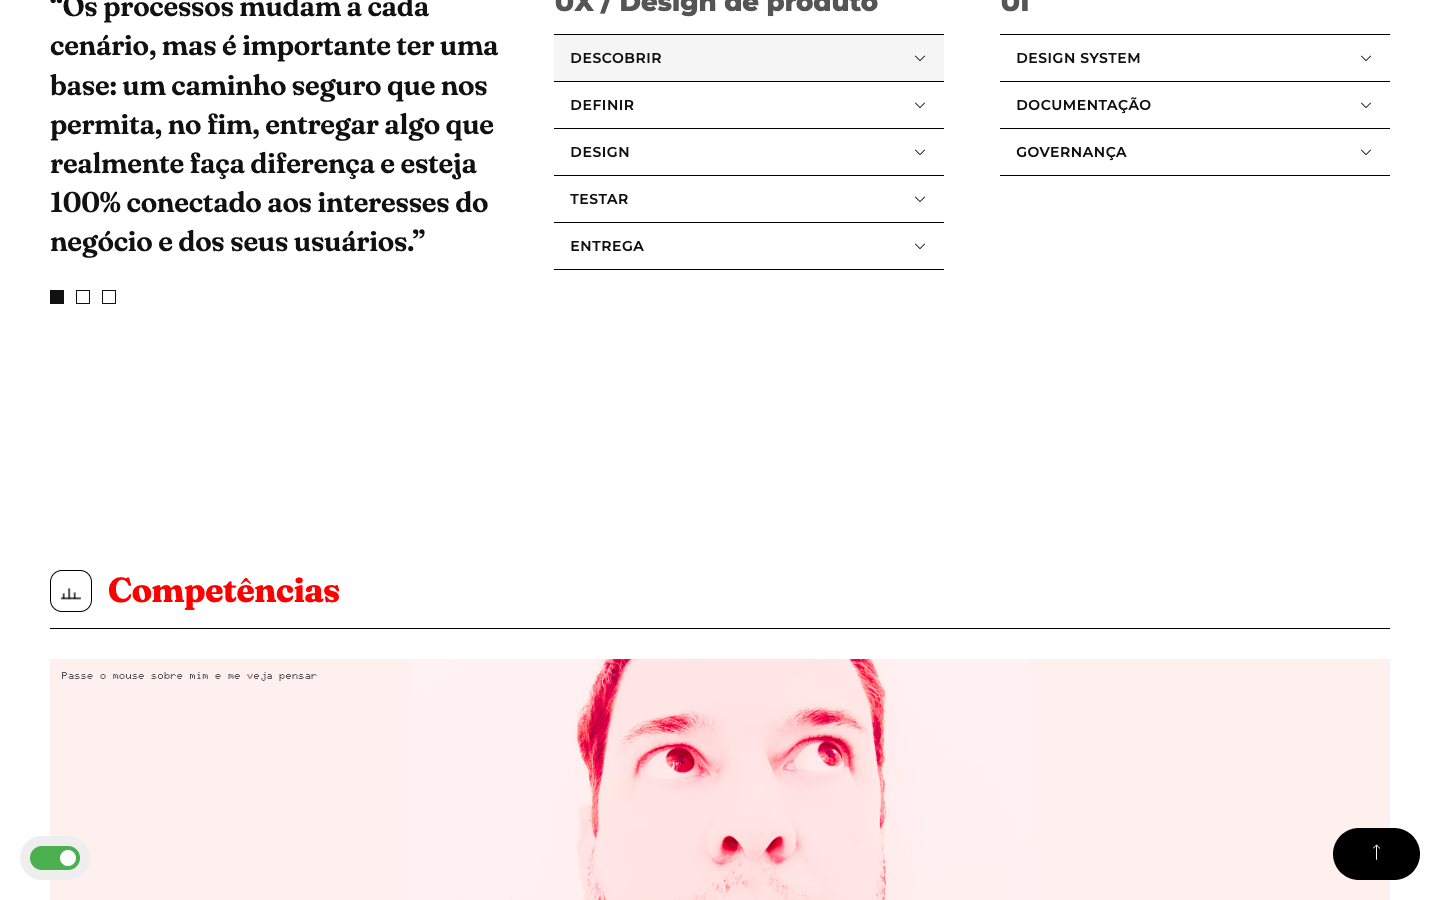 “Os processos mudam a cada
cenário, mas é importante ter uma
base: um caminho seguro que nos
permita, no fim, entregar algo que
realmente faça diferença e esteja
100% conectado aos interesses do
negócio e dos seus usuários.”
UX / Design de produto
DESCOBRIR
DEFINIR
DESIGN
TESTAR
ENTREGA
UI
DESIGN SYSTEM
DOCUMENTAÇÃO
GOVERNANÇA
Competências
Passe o mouse sobre mim e me veja pensar